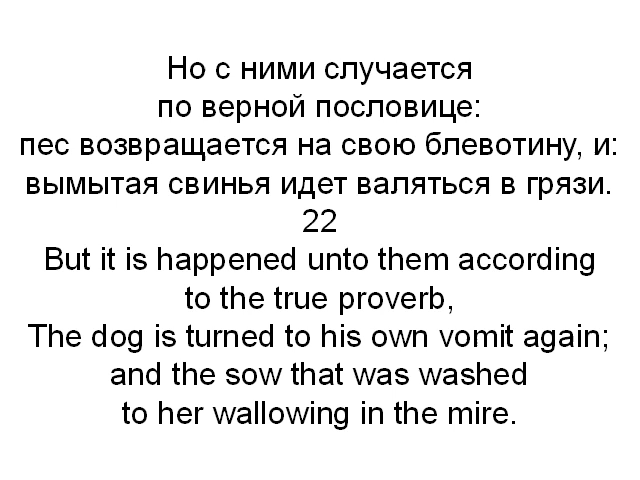 Но с ними случается
по верной пословице:
пес возвращается на свою блевотину, и:
вымытая свинья идет валяться в грязи.
22
But it is happened unto them according
to the true proverb,
The dog is turned to his own vomit again;
and the sow that was washed
to her wallowing in the mire.